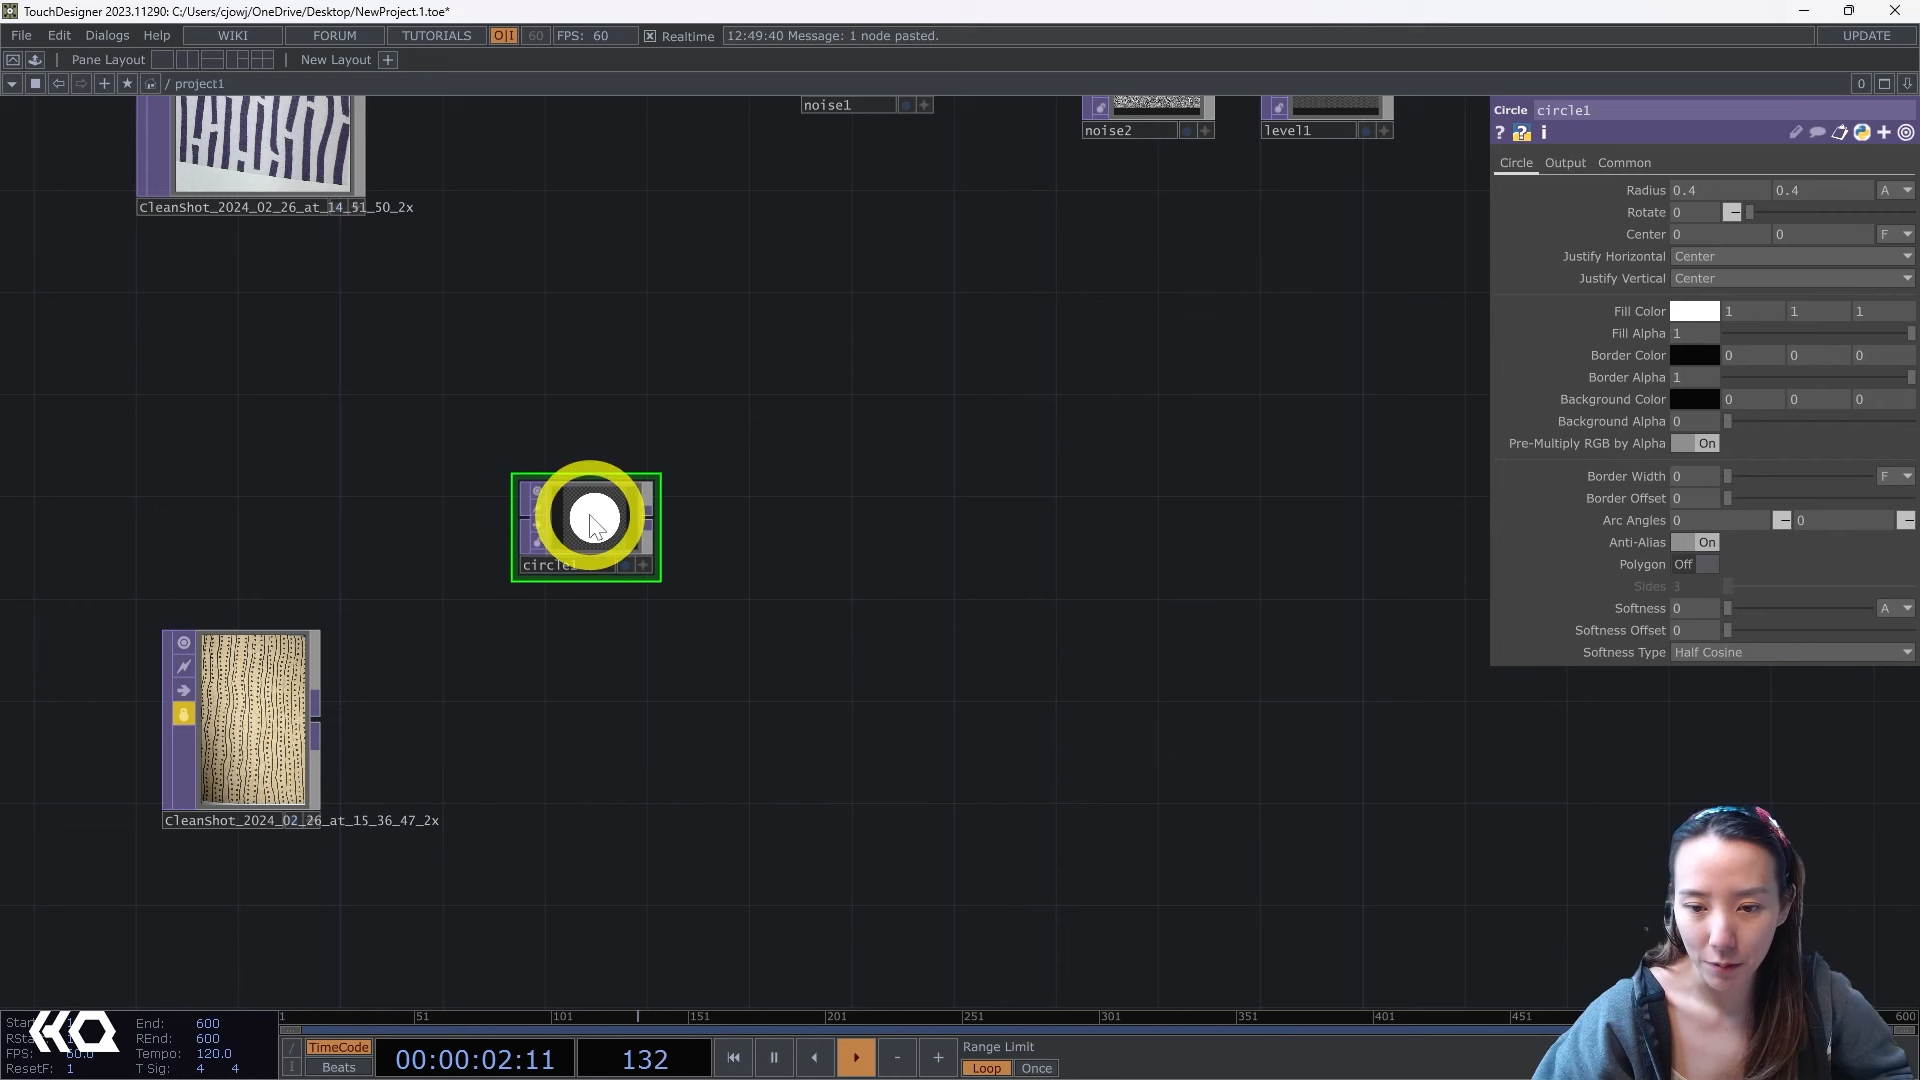 TouchDesigner 2023.11290: C:/Users/cjowj/OneDrive/Desktop/NewProject.1.toe*
File Edit Dialogs Help WIKI FORUM TUTORIALS O|I 60 FPS: 60 Realtime 12:49:40 Message: 1 node pasted. UPDATE
Pane Layout New Layout
/ project1 0
noise1
noise2
level1
CleanShot_2024_02_26_at_14_51_50_2x
circle1
CleanShot_2024_02_26_at_15_36_47_2x
Circle circle1
? ? i
Circle Output Common
Radius 0.4 0.4 A
Rotate 0
Center 0 0 F
Justify Horizontal Center
Justify Vertical Center
Fill Color 1 1 1
Fill Alpha 1
Border Color 0 0 0
Border Alpha 1
Background Color 0 0 0
Background Alpha 0
Pre-Multiply RGB by Alpha On
Border Width 0 F
Border Offset 0
Arc Angles 0 0
Anti-Alias On
Polygon Off
Sides 3
Softness 0 A
Softness Offset 0
Softness Type Half Cosine
1 51 101 151 201 251 301 351 401 451 501 600
End: 600
REnd: 600
FPS: 60.0 Tempo: 120.0
ResetF: 1 T Sig: 4 4
HQ
TimeCode
Beats
00:00:02:11
132
Range Limit
Loop Once